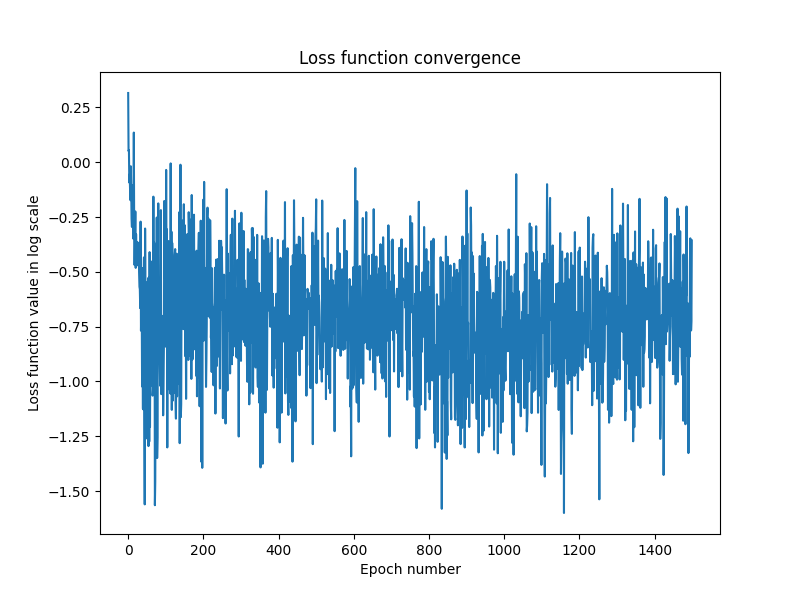 Loss function convergence
Loss function value in log scale
0.25
0.00
−0.25
−0.50
−0.75
−1.00
−1.25
−1.50
0 200 400 600 800 1000 1200 1400
Epoch number